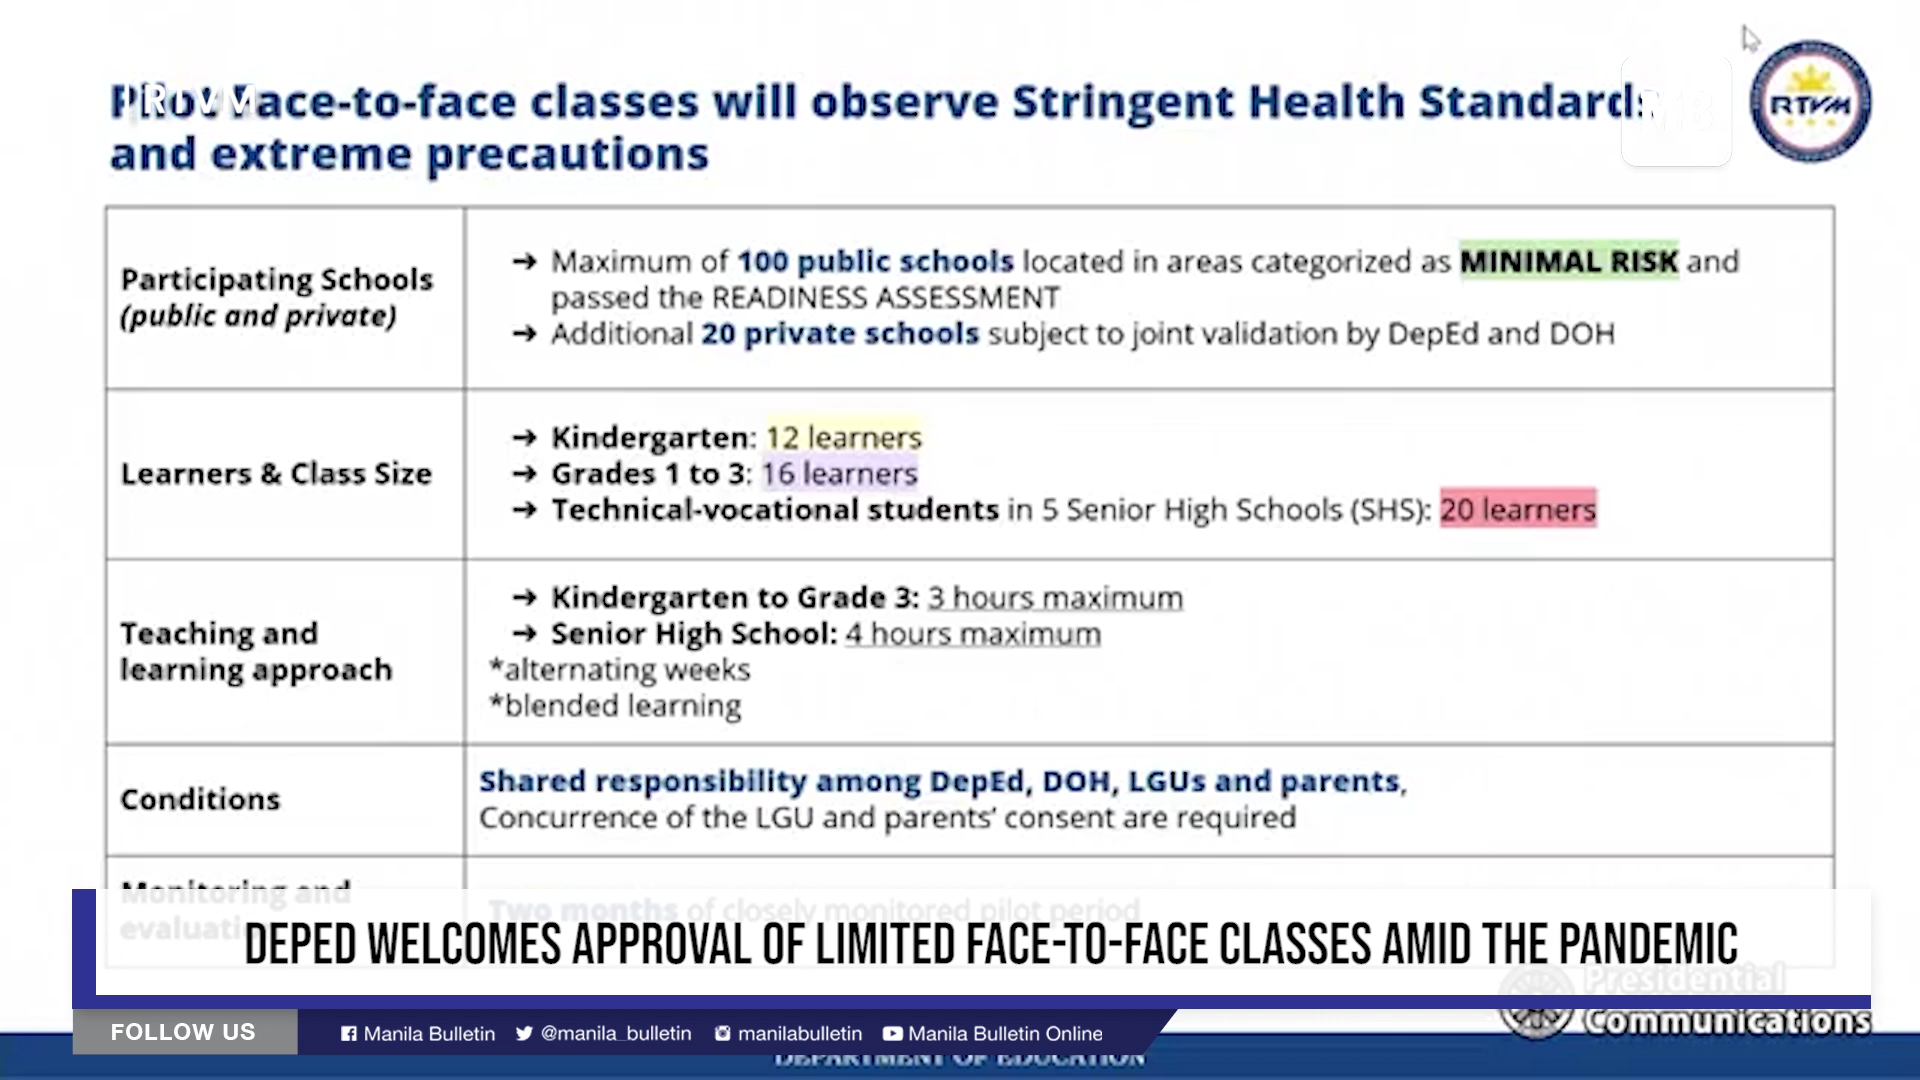 Pilot face-to-face classes will observe Stringent Health Standards
and extreme precautions
RTVM
RTVM
Participating Schools
(public and private)
➔ Maximum of 100 public schools located in areas categorized as MINIMAL RISK and
passed the READINESS ASSESSMENT
➔ Additional 20 private schools subject to joint validation by DepEd and DOH
Learners & Class Size
➔ Kindergarten: 12 learners
➔ Grades 1 to 3: 16 learners
➔ Technical-vocational students in 5 Senior High Schools (SHS): 20 learners
Teaching and
learning approach
➔ Kindergarten to Grade 3: 3 hours maximum
➔ Senior High School: 4 hours maximum
*alternating weeks
*blended learning
Conditions
Shared responsibility among DepEd, DOH, LGUs and parents,
Concurrence of the LGU and parents’ consent are required
Monitoring and
evaluation
Two months of closely monitored pilot period
DEPED WELCOMES APPROVAL OF LIMITED FACE-TO-FACE CLASSES AMID THE PANDEMIC
Presidential
Communications
FOLLOW US
Manila Bulletin @manila_bulletin manilabulletin Manila Bulletin Online
DEPARTMENT OF EDUCATION